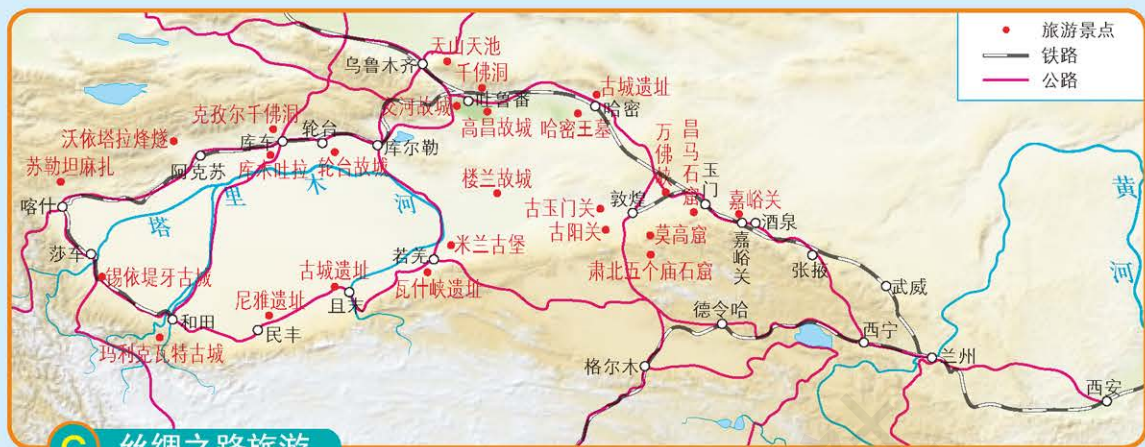 旅游景点
铁路
公路
天山天池
乌鲁木齐
千佛洞
交河故城
吐鲁番
高昌故城
古城遗址
哈密
哈密王墓
克孜尔千佛洞
轮台
沃依塔拉烽燧
库车
库尔勒
苏勒坦麻扎
阿克苏
库木吐拉
轮台故城
喀什
塔里木河
楼兰故城
万佛峡
昌马石窟
玉门
敦煌
古玉门关
古阳关
嘉峪关
酒泉
嘉峪关
莫高窟
肃北五个庙石窟
张掖
武威
黄河
莎车
锡依堤牙古城
古城遗址
若羌
米兰古堡
瓦什峡遗址
且末
尼雅遗址
和田
民丰
玛利克瓦特古城
德令哈
格尔木
西宁
兰州
西安
C 丝绸之路旅游